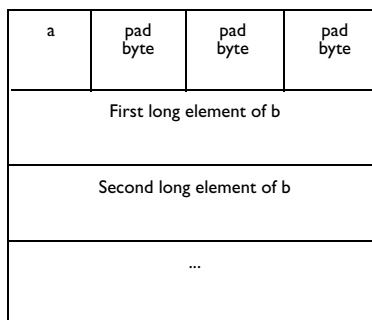 a pad pad pad
byte byte byte
First long element of b
Second long element of b
...